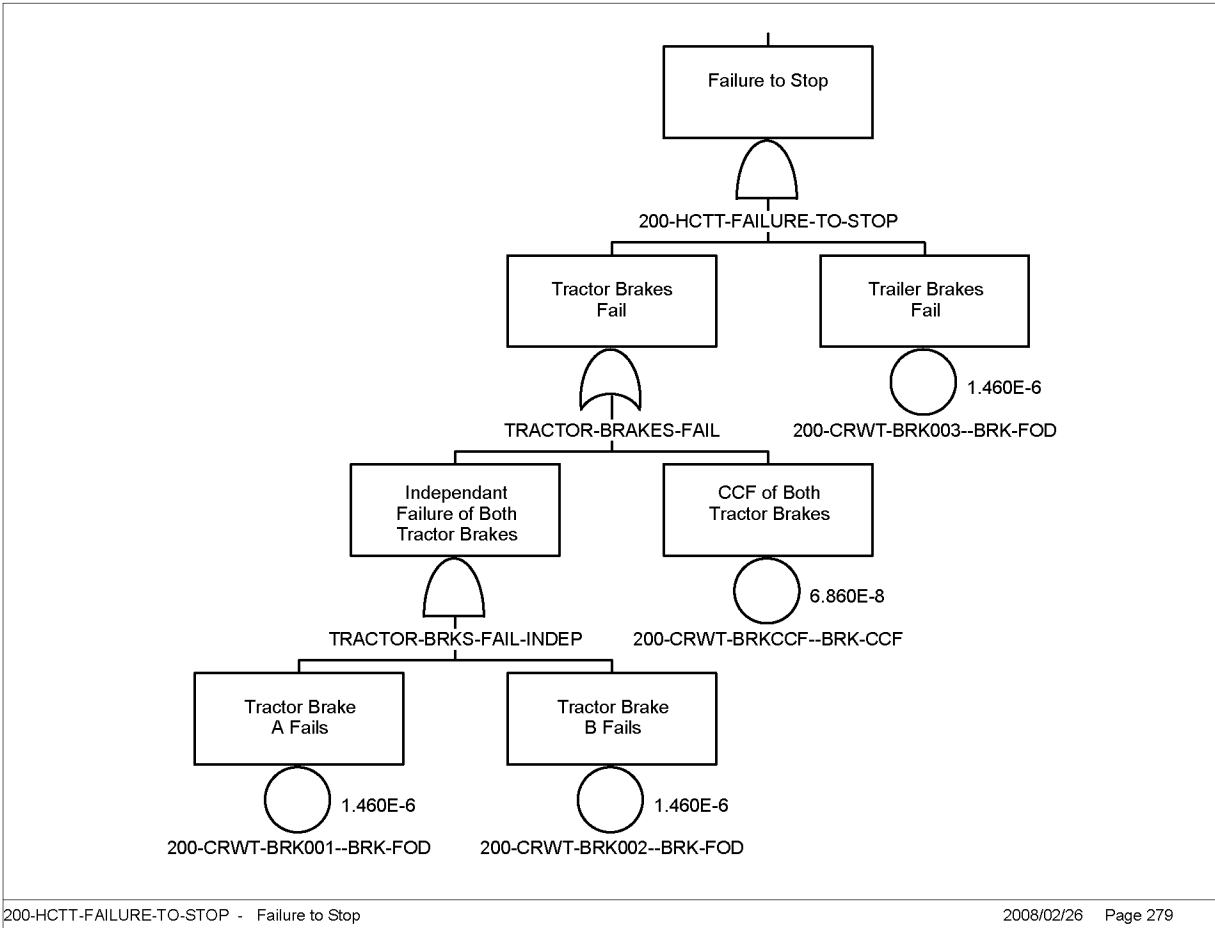 Failure to Stop
200-HCTT-FAILURE-TO-STOP
Tractor Brakes
Fail
Trailer Brakes
Fail
1.460E-6
TRACTOR-BRAKES-FAIL
200-CRWT-BRK003--BRK-FOD
Independant
Failure of Both
Tractor Brakes
CCF of Both
Tractor Brakes
6.860E-8
TRACTOR-BRKS-FAIL-INDEP
200-CRWT-BRKCCF--BRK-CCF
Tractor Brake
A Fails
Tractor Brake
B Fails
1.460E-6
1.460E-6
200-CRWT-BRK001--BRK-FOD
200-CRWT-BRK002--BRK-FOD
200-HCTT-FAILURE-TO-STOP - Failure to Stop
2008/02/26 Page 279